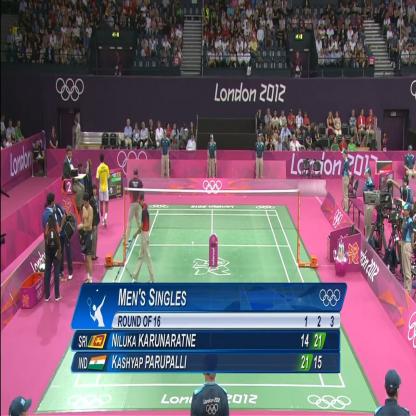 London 2012
London
London 2012
London 2012
MEN'S SINGLES
ROUND OF 16 1 2 3
SRI NILUKA KARUNARATNE 14 21
IND KASHYAP PARUPALLI 21 15